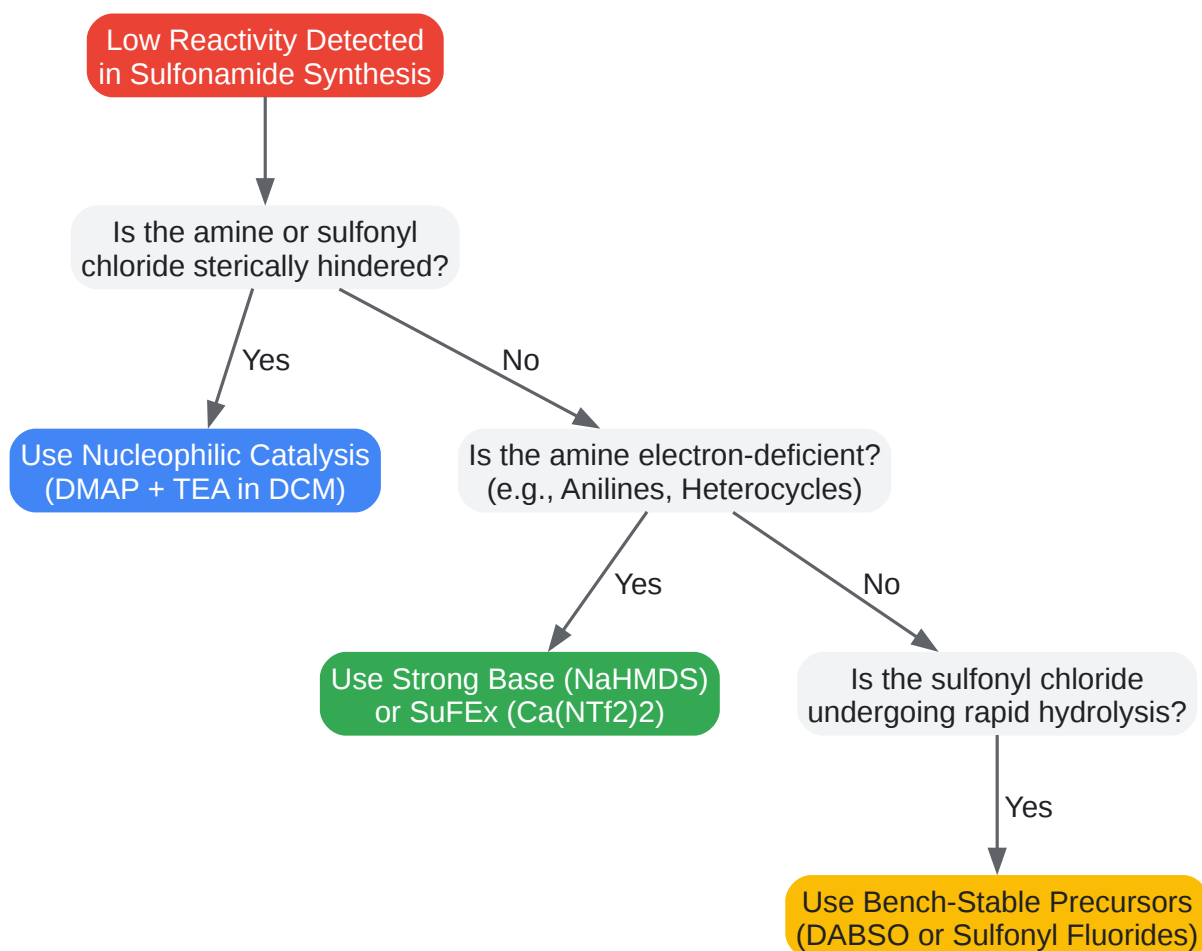 Low Reactivity Detected
in Sulfonamide Synthesis
Is the amine or sulfonyl
chloride sterically hindered?
Yes
No
Use Nucleophilic Catalysis
(DMAP + TEA in DCM)
Is the amine electron-deficient?
(e.g., Anilines, Heterocycles)
Yes
No
Use Strong Base (NaHMDS)
or SuFEx (Ca(NTf2)2)
Is the sulfonyl chloride
undergoing rapid hydrolysis?
Yes
Use Bench-Stable Precursors
(DABSO or Sulfonyl Fluorides)